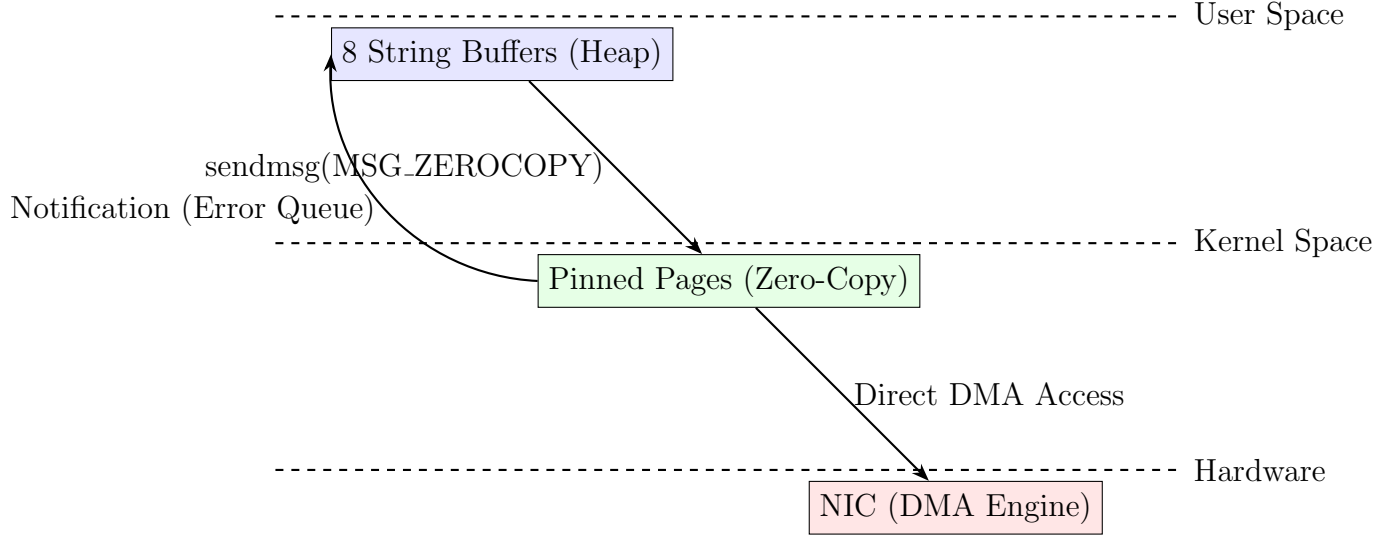 User Space
8 String Buffers (Heap)
sendmsg(MSG_ZEROCOPY)
Notification (Error Queue)
Kernel Space
Pinned Pages (Zero-Copy)
Direct DMA Access
Hardware
NIC (DMA Engine)